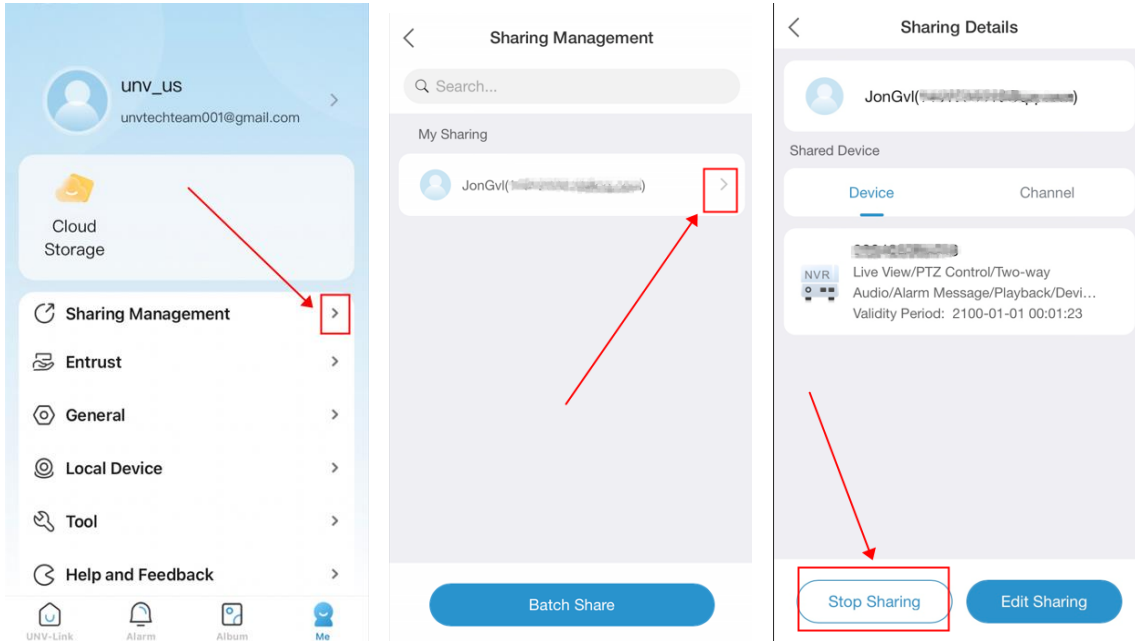 unv_us
unvtechteam001@gmail.com
Cloud
Storage
Sharing Management
Entrust
General
Local Device
Tool
Help and Feedback
UNV-Link
Alarm
Album
Me
Sharing Management
Search...
My Sharing
JonGvl(
)
Batch Share
Sharing Details
JonGvl(
)
Shared Device
Device
Channel
NVR
Live View/PTZ Control/Two-way
Audio/Alarm Message/Playback/Devi...
Validity Period: 2100-01-01 00:01:23
Stop Sharing
Edit Sharing